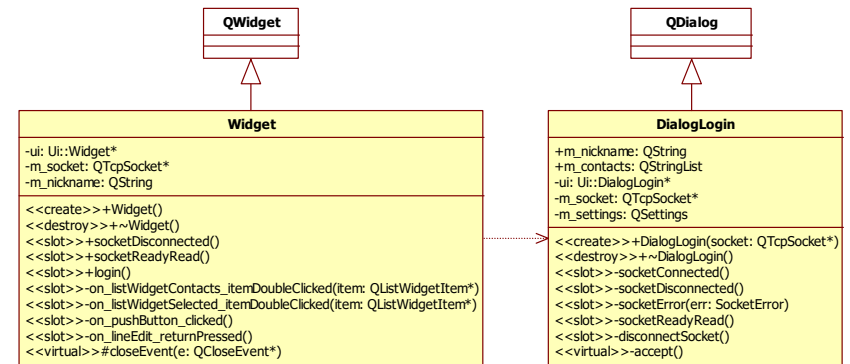 QWidget
QDialog
Widget
-ui: Ui::Widget*
-m_socket: QTcpSocket*
-m_nickname: QString
<<create>>+Widget()
<<destroy>>+~Widget()
<<slot>>+socketDisconnected()
<<slot>>+socketReadyRead()
<<slot>>+login()
<<slot>>-on_listWidgetContacts_itemDoubleClicked(item: QListWidgetItem*)
<<slot>>-on_listWidgetSelected_itemDoubleClicked(item: QListWidgetItem*)
<<slot>>-on_pushButton_clicked()
<<slot>>-on_lineEdit_returnPressed()
<<virtual>>#closeEvent(e: QCloseEvent*)
DialogLogin
+m_nickname: QString
+m_contacts: QStringList
-ui: Ui::DialogLogin*
-m_socket: QTcpSocket*
-m_settings: QSettings
<<create>>+DialogLogin(socket: QTcpSocket*)
<<destroy>>+~DialogLogin()
<<slot>>-socketConnected()
<<slot>>-socketDisconnected()
<<slot>>-socketError(err: SocketError)
<<slot>>-socketReadyRead()
<<slot>>-disconnectSocket()
<<virtual>>-accept()